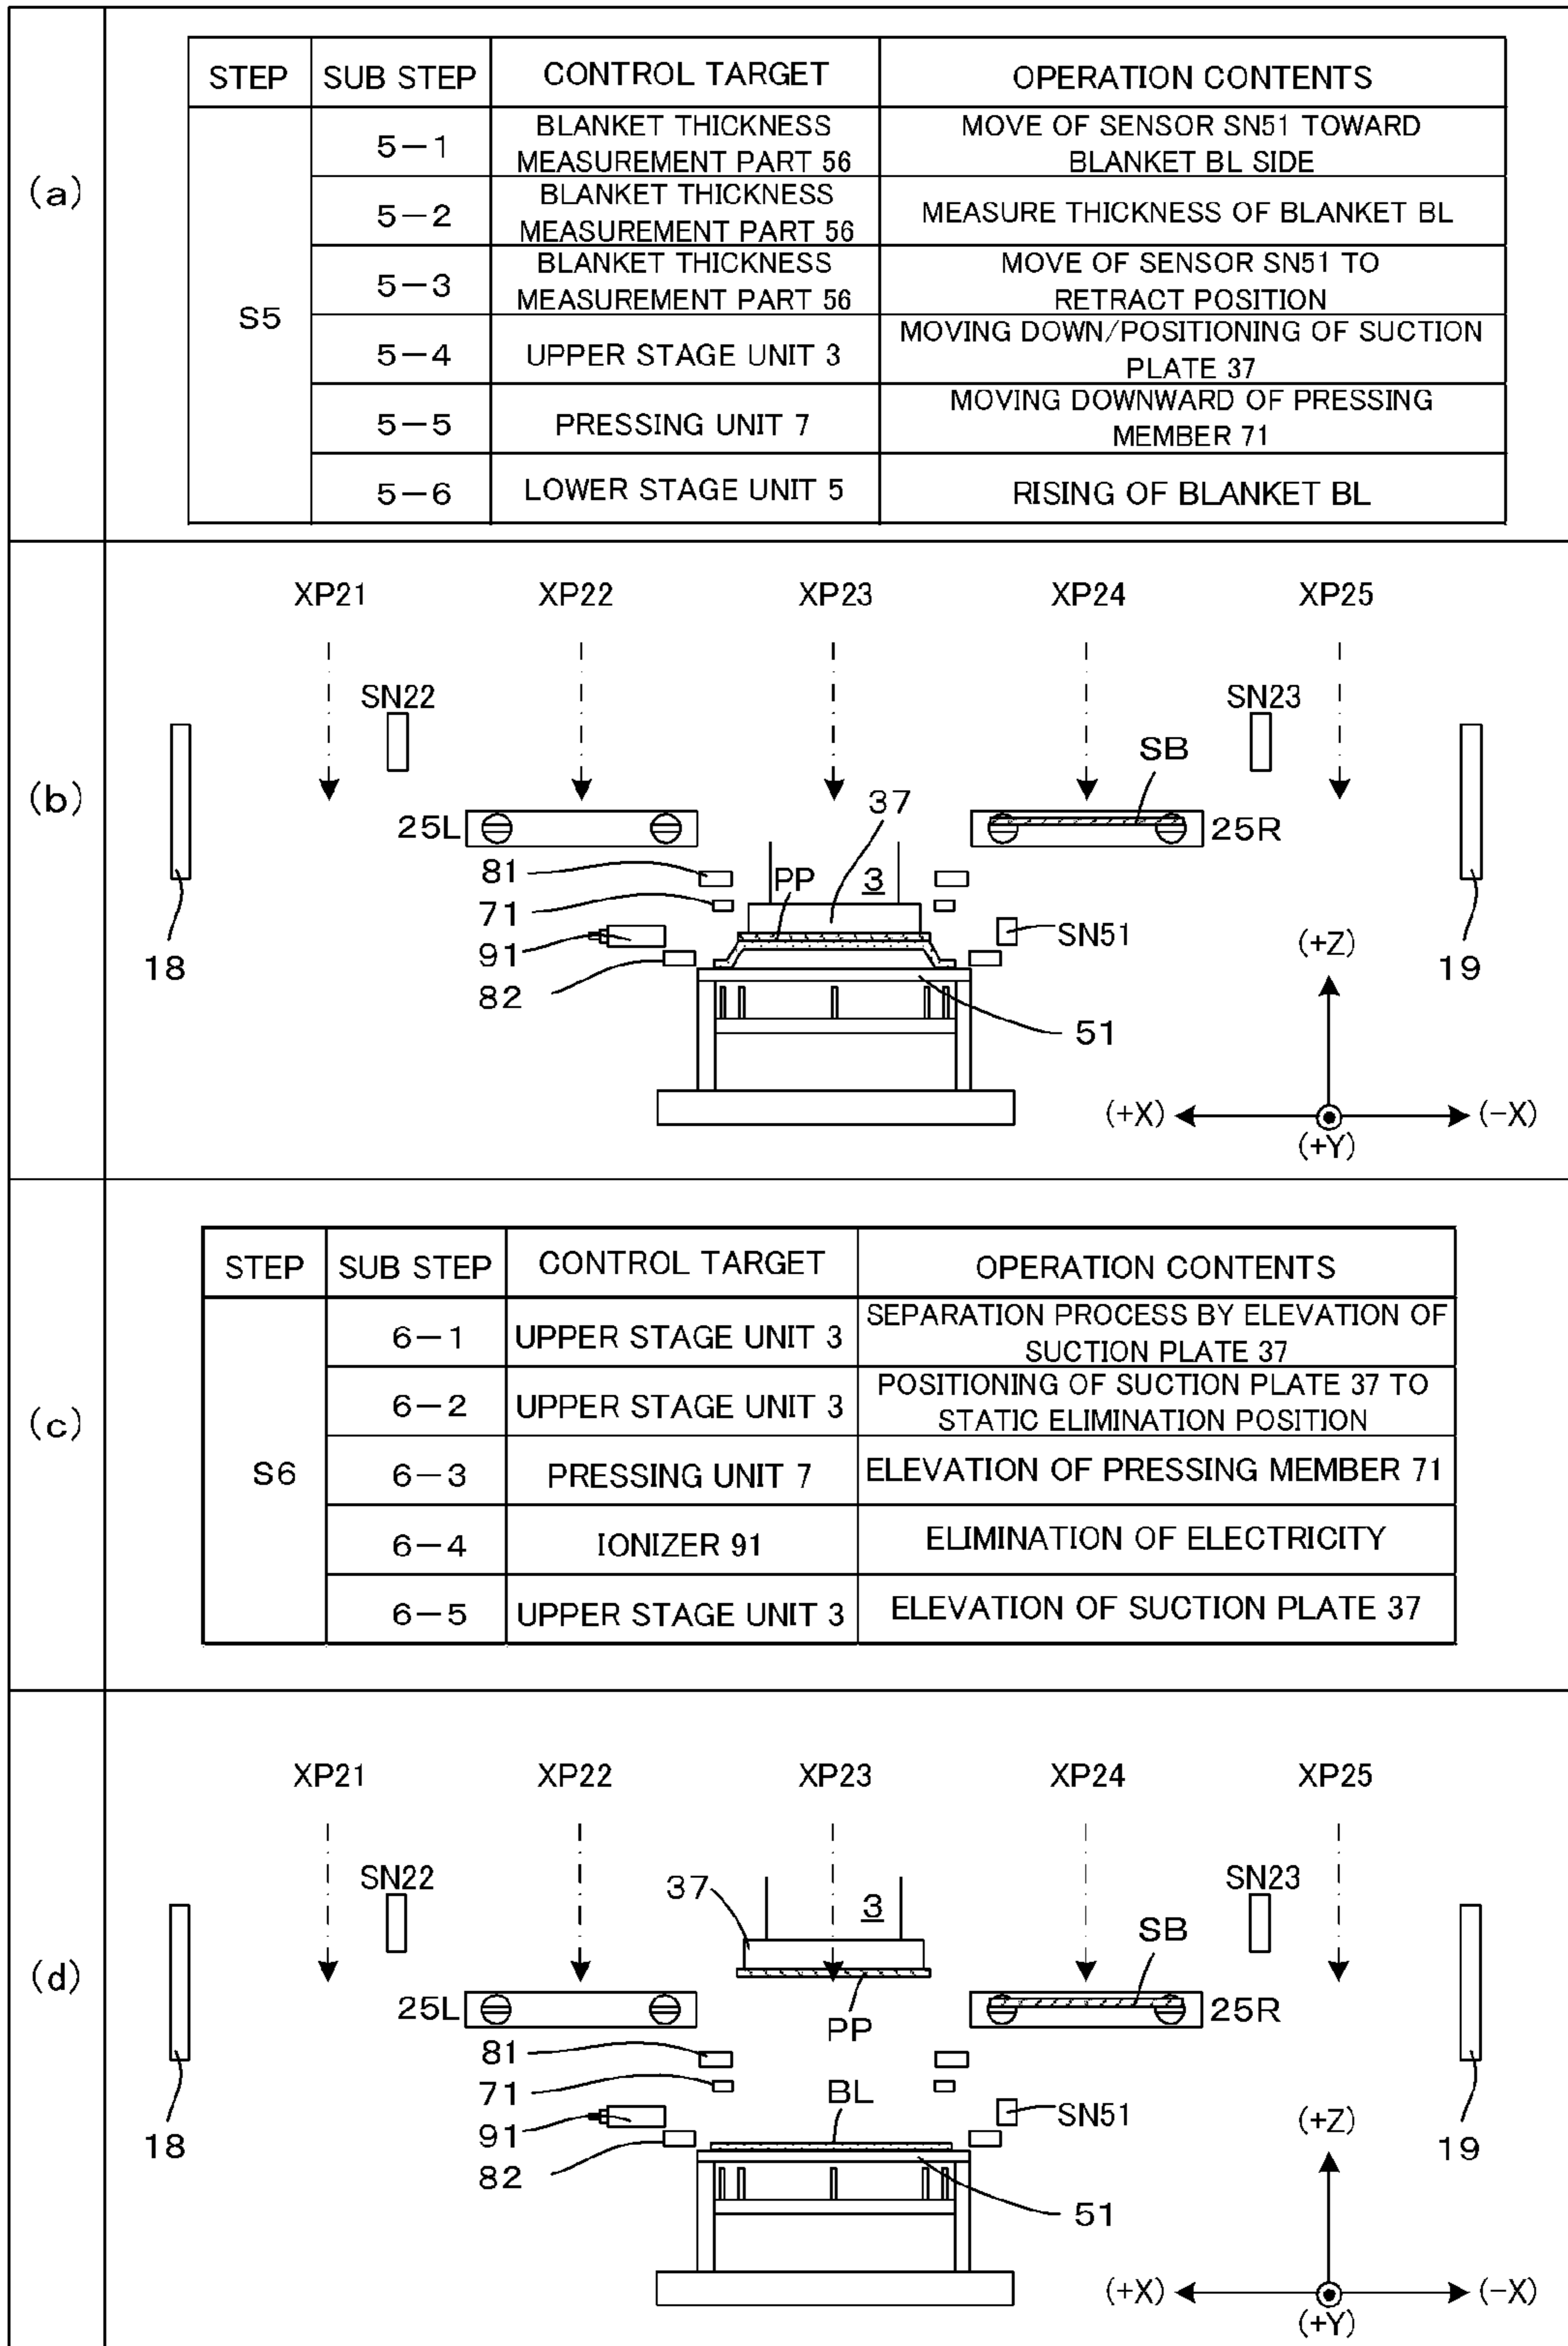 (a)
STEP SUB STEP CONTROL TARGET OPERATION CONTENTS
S5
5-1 BLANKET THICKNESS MEASUREMENT PART 56 MOVE OF SENSOR SN51 TOWARD BLANKET BL SIDE
5-2 BLANKET THICKNESS MEASUREMENT PART 56 MEASURE THICKNESS OF BLANKET BL
5-3 BLANKET THICKNESS MEASUREMENT PART 56 MOVE OF SENSOR SN51 TO RETRACT POSITION
5-4 UPPER STAGE UNIT 3 MOVING DOWN/POSITIONING OF SUCTION PLATE 37
5-5 PRESSING UNIT 7 MOVING DOWNWARD OF PRESSING MEMBER 71
5-6 LOWER STAGE UNIT 5 RISING OF BLANKET BL
(b)
XP21 XP22 XP23 XP24 XP25
SN22 SN23
SB
37
25L 25R
81 PP 3
71
SN51
91 (+Z)
18 19
82
51
(+X) (-X)
(+Y)
(c)
STEP SUB STEP CONTROL TARGET OPERATION CONTENTS
S6
6-1 UPPER STAGE UNIT 3 SEPARATION PROCESS BY ELEVATION OF SUCTION PLATE 37
6-2 UPPER STAGE UNIT 3 POSITIONING OF SUCTION PLATE 37 TO STATIC ELIMINATION POSITION
6-3 PRESSING UNIT 7 ELEVATION OF PRESSING MEMBER 71
6-4 IONIZER 91 ELIMINATION OF ELECTRICITY
6-5 UPPER STAGE UNIT 3 ELEVATION OF SUCTION PLATE 37
(d)
XP21 XP22 XP23 XP24 XP25
SN22 37 SN23
3
SB
25L 25R
PP
81
71 BL
SN51
91 (+Z)
18 19
82
51
(+X) (-X)
(+Y)